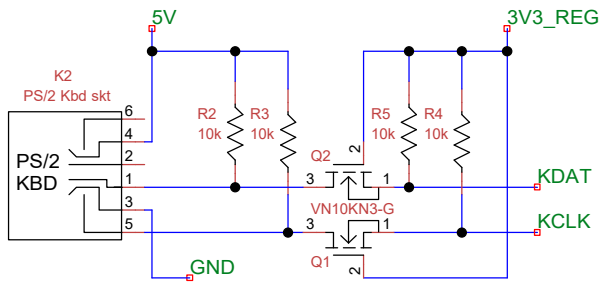 5V
3V3_REG
K2
PS/2 Kbd skt
R2
10k
R3
10k
R5
10k
R4
10k
6
4
2
1
3
5
PS/2
KBD
Q2
2
3
1
KDAT
VN10KN3-G
3
1
KCLK
Q1
2
GND